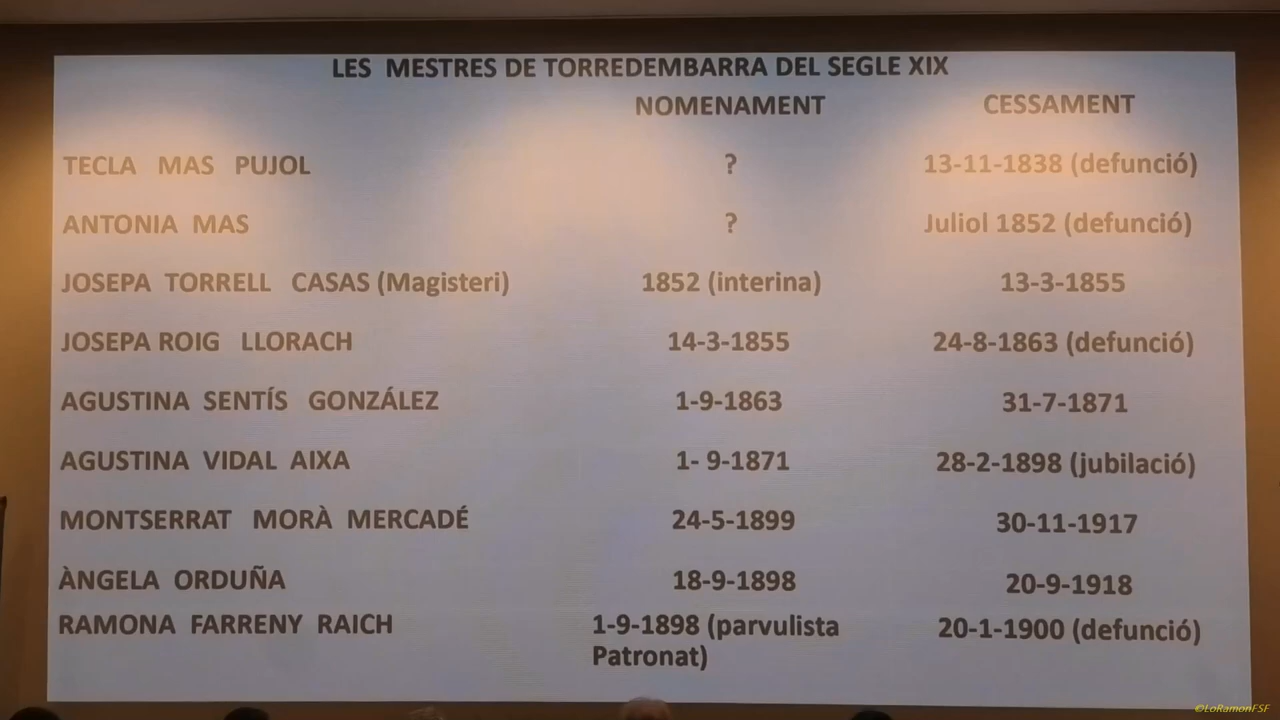 LES MESTRES DE TORREDEMBARRA DEL SEGLE XIX
NOMENAMENT CESSAMENT
TECLA MAS PUJOL ? 13-11-1838 (defunció)
ANTONIA MAS ? Juliol 1852 (defunció)
JOSEPA TORRELL CASAS (Magisteri) 1852 (interina) 13-3-1855
JOSEPA ROIG LLORACH 14-3-1855 24-8-1863 (defunció)
AGUSTINA SENTÍS GONZÁLEZ 1-9-1863 31-7-1871
AGUSTINA VIDAL AIXA 1- 9-1871 28-2-1898 (jubilació)
MONTSERRAT MORÀ MERCADÉ 24-5-1899 30-11-1917
ÀNGELA ORDUÑA 18-9-1898 20-9-1918
RAMONA FARRENY RAICH 1-9-1898 (parvulista 20-1-1900 (defunció)
Patronat)
©LoRamonFSF